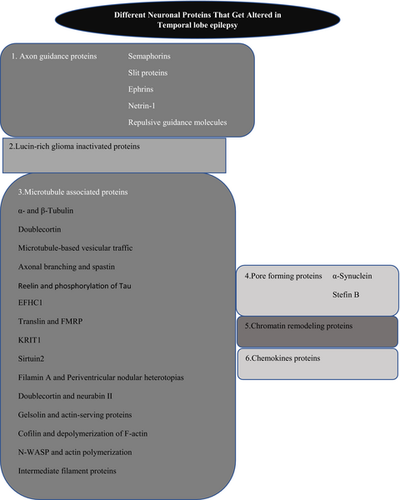 Different Neuronal Proteins That Get Altered in
Temporal lobe epilepsy
1. Axon guidance proteins
Semaphorins
Slit proteins
Ephrins
Netrin-1
Repulsive guidance molecules
2.Lucin-rich glioma inactivated proteins
3.Microtubule associated proteins
α- and β-Tubulin
Doublecortin
Microtubule-based vesicular traffic
Axonal branching and spastin
Reelin and phosphorylation of Tau
EFHC1
Translin and FMRP
KRIT1
Sirtuin2
Filamin A and Periventricular nodular heterotopias
Doublecortin and neurabin II
Gelsolin and actin-serving proteins
Cofilin and depolymerization of F-actin
N-WASP and actin polymerization
Intermediate filament proteins
4.Pore forming proteins
α-Synuclein
Stefin B
5.Chromatin remodeling proteins
6.Chemokines proteins